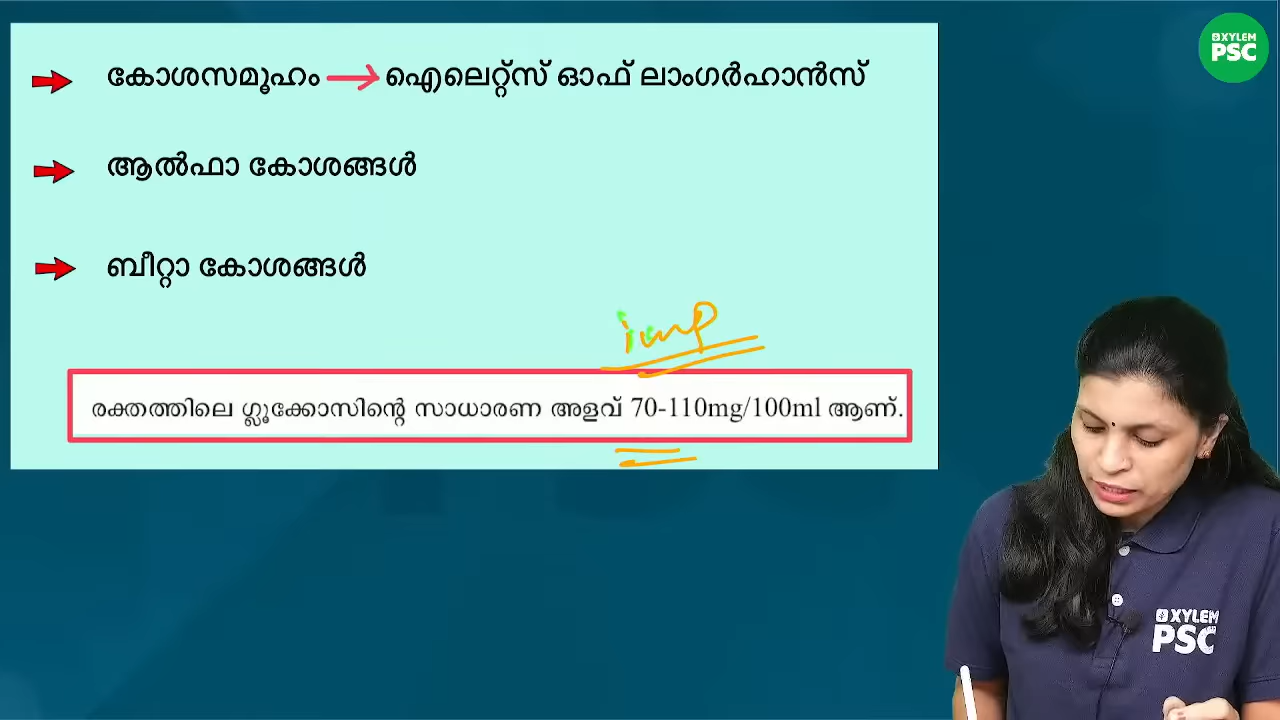 കോശസമൂഹം → ഐലെറ്റ്സ് ഓഫ് ലാംഗർഹാൻസ്
XYLEM
PSC
ആൽഫാ കോശങ്ങൾ
ബീറ്റാ കോശങ്ങൾ
imp
രക്തത്തിലെ ഗ്ലൂക്കോസിന്റെ സാധാരണ അളവ് 70-110mg/100ml ആണ്.
XYLEM
PSC